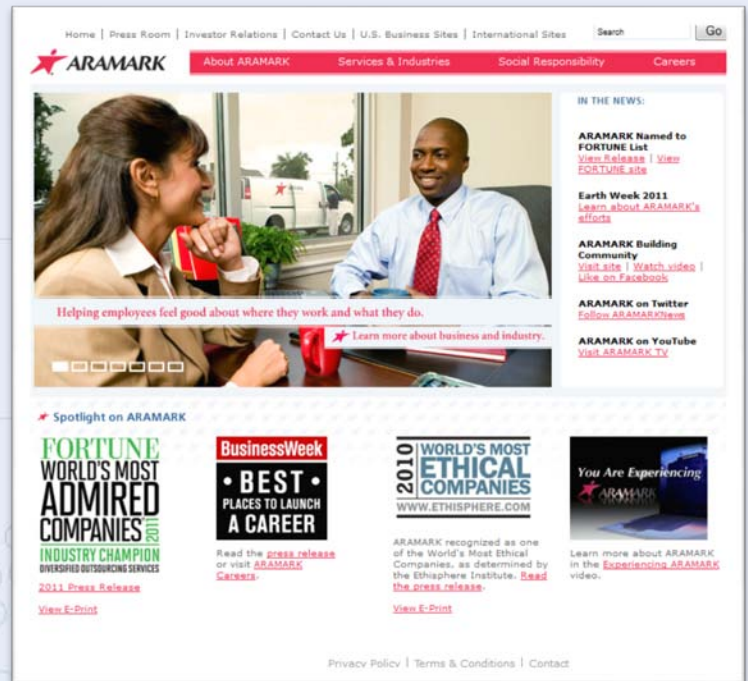 Home | Press Room | Investor Relations | Contact Us | U.S. Business Sites | International Sites
Search
Go
ARAMARK
About ARAMARK
Services & Industries
Social Responsibility
Careers
IN THE NEWS:
ARAMARK Named to
FORTUNE List
View Release | View
FORTUNE site
Earth Week 2011
Learn about ARAMARK's
efforts
ARAMARK Building
Community
Visit site | Watch video |
Like on Facebook
ARAMARK on Twitter
Follow ARAMARKNews
ARAMARK on YouTube
Visit ARAMARK TV
Helping employees feel good about where they work and what they do.
Learn more about business and industry.
Spotlight on ARAMARK
FORTUNE
WORLD'S MOST
ADMIRED
COMPANIES
2011
INDUSTRY CHAMPION
DIVERSIFIED OUTSOURCING SERVICES
2011 Press Release
View E-Print
BusinessWeek
• BEST •
PLACES TO LAUNCH
A CAREER
Read the press release
or visit ARAMARK
Careers.
2010
WORLD'S MOST
ETHICAL
COMPANIES
WWW.ETHISPHERE.COM
ARAMARK recognized as one
of the World's Most Ethical
Companies, as determined by
the Ethisphere Institute. Read
the press release.
View E-Print
You Are Experiencing
ARAMARK
Learn more about ARAMARK
in the Experiencing ARAMARK
video.
Privacy Policy | Terms & Conditions | Contact